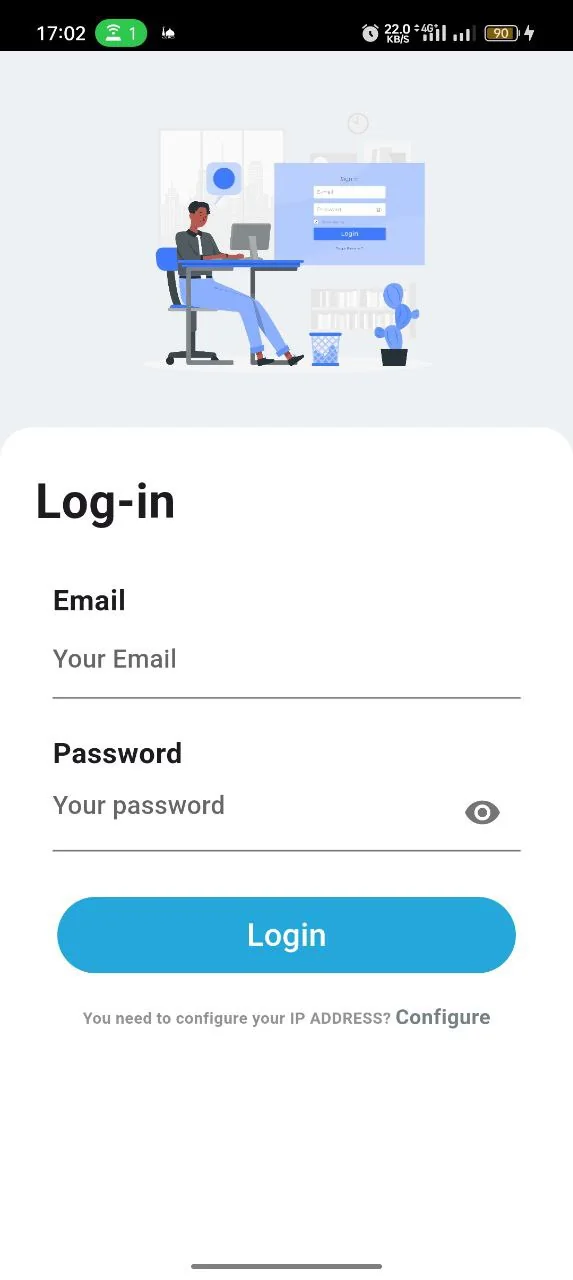 17:02 1 22.0 KB/S 4G+ 90
Login
Log-in
Email
Your Email
Password
Your password
Login
You need to configure your IP ADDRESS? Configure